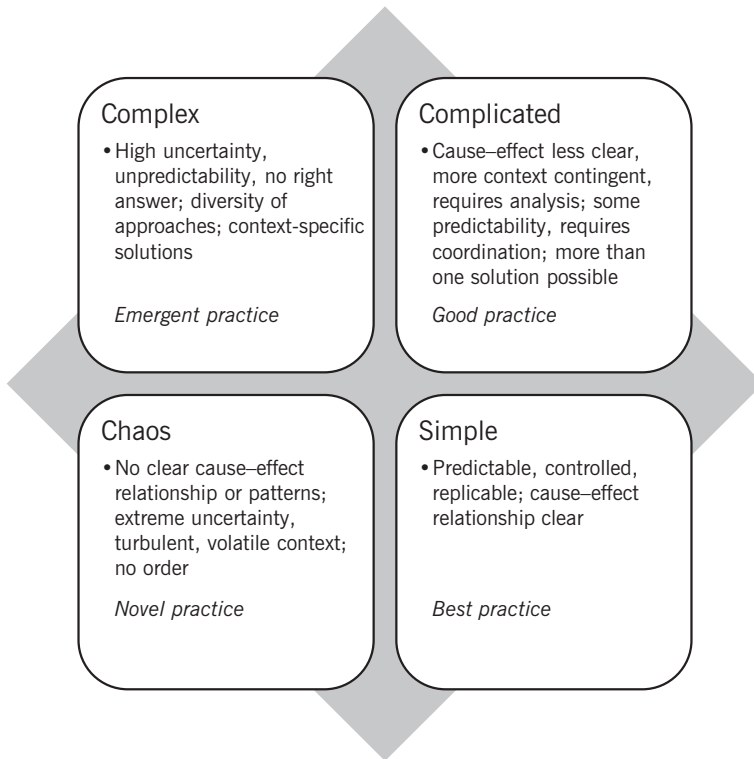 Complex
• High uncertainty,
unpredictability, no right
answer; diversity of
approaches; context-specific
solutions
Emergent practice
Complicated
• Cause–effect less clear,
more context contingent,
requires analysis; some
predictability, requires
coordination; more than
one solution possible
Good practice
Chaos
• No clear cause–effect
relationship or patterns;
extreme uncertainty,
turbulent, volatile context;
no order
Novel practice
Simple
• Predictable, controlled,
replicable; cause–effect
relationship clear
Best practice